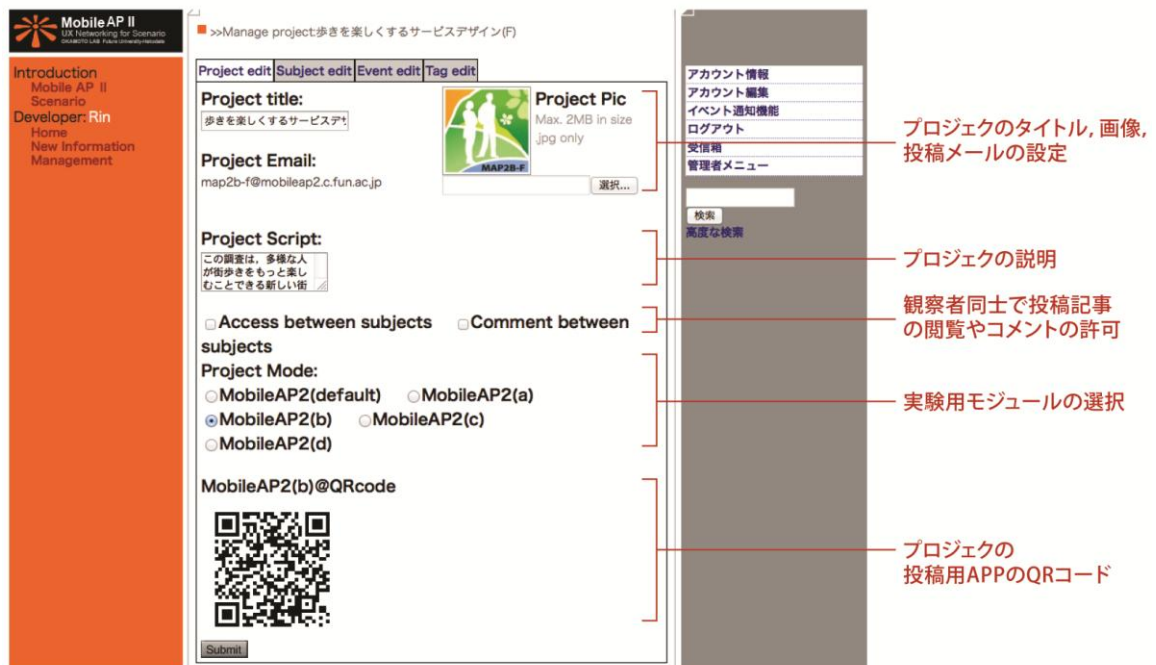 Mobile AP II
UX Networking for Scenario
OKAMOTO LAB Future University-Hakodate
Introduction
Mobile AP II
Scenario
Developer: Rin
Home
New Information
Management
>>Manage project:歩きを楽しくするサービスデザイン(F)
Project edit Subject edit Event edit Tag edit
Project title:
歩きを楽しくするサービスデ
Project Email:
map2b-f@mobileap2.c.fun.ac.jp
MAP2B-F
Project Pic
Max. 2MB in size
.jpg only
選択...
Project Script:
この調査は，多様な人
が街歩きをもっと楽し
むことできる新しい街
Access between subjects Comment between
subjects
Project Mode:
MobileAP2(default) MobileAP2(a)
MobileAP2(b) MobileAP2(c)
MobileAP2(d)
MobileAP2(b)@QRcode
Submit
アカウント情報
アカウント編集
イベント通知機能
ログアウト
受信箱
管理者メニュー
検索
高度な検索
プロジェクのタイトル, 画像,
投稿メールの設定
プロジェクの説明
観察者同士で投稿記事
の閲覧やコメントの許可
実験用モジュールの選択
プロジェクの
投稿用APPのQRコード